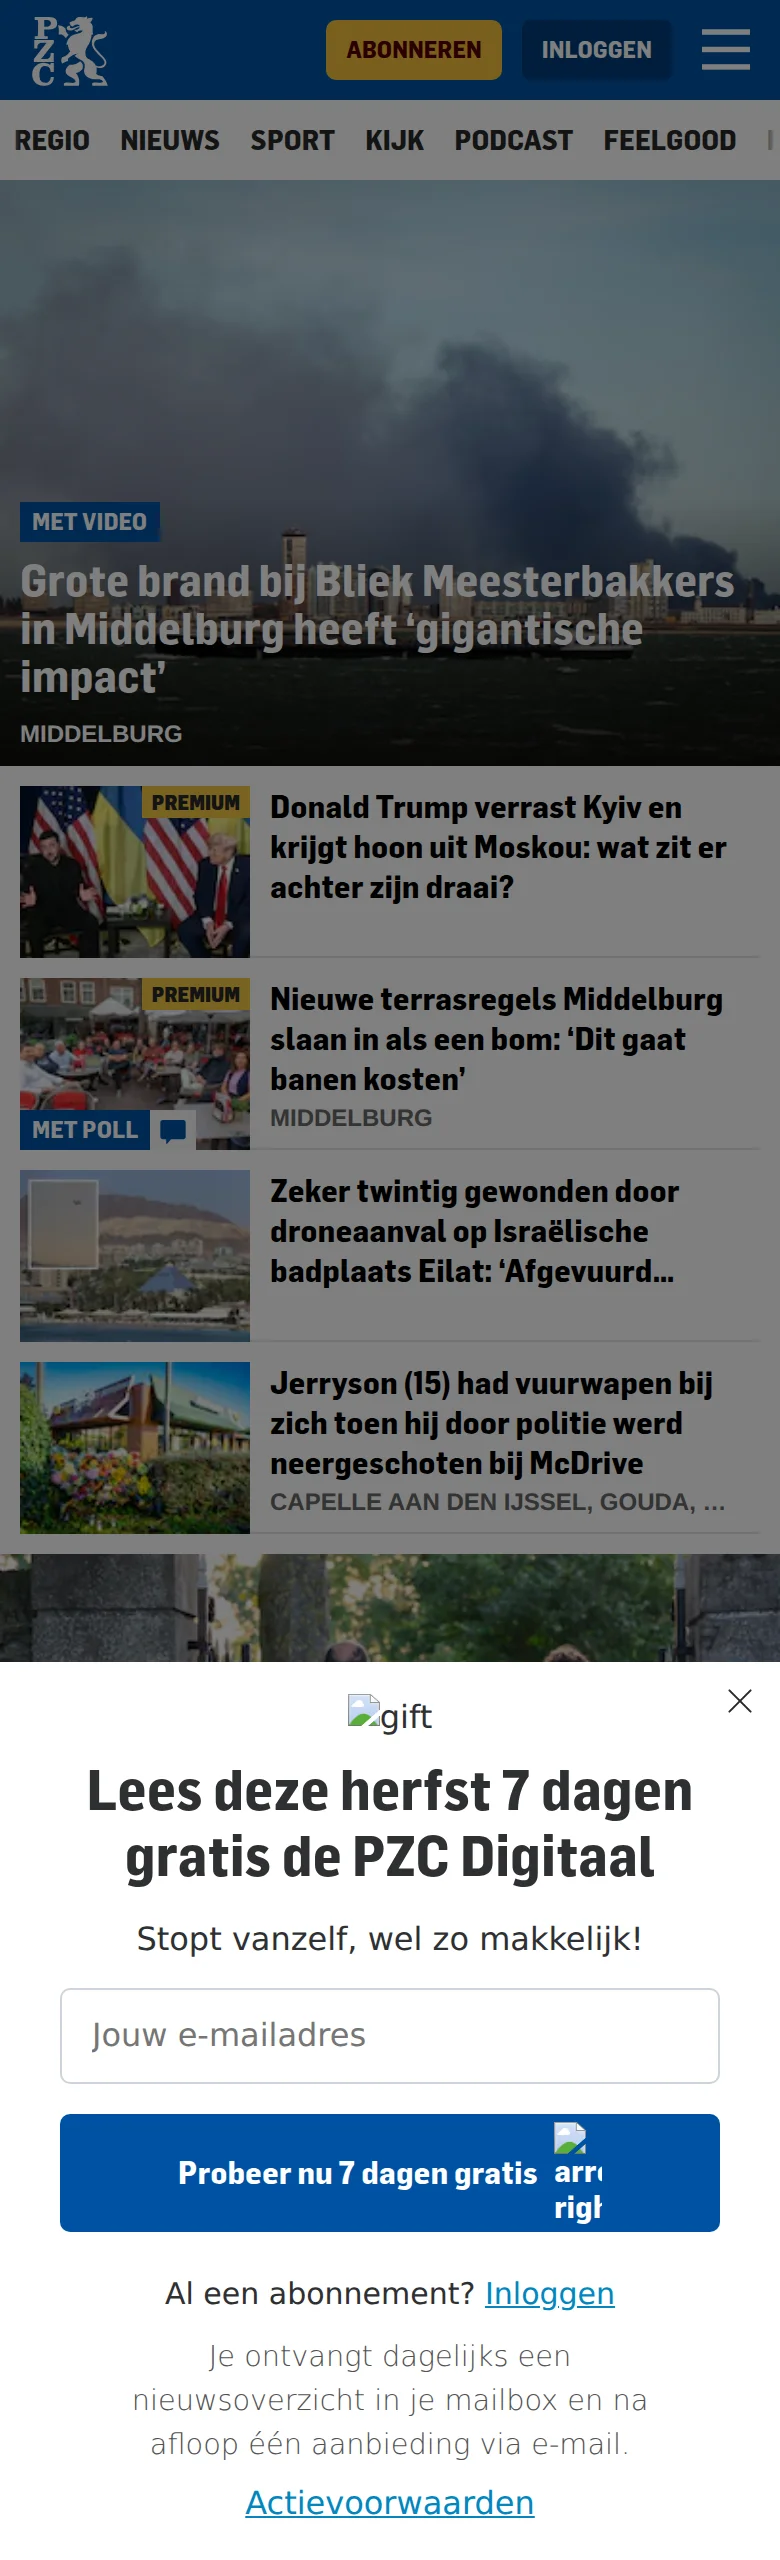 PZC
ABONNEREN
INLOGGEN
REGIO NIEUWS SPORT KIJK PODCAST FEELGOOD
MET VIDEO
Grote brand bij Bliek Meesterbakkers
in Middelburg heeft ‘gigantische
impact’
MIDDELBURG
PREMIUM
Donald Trump verrast Kyiv en
krijgt hoon uit Moskou: wat zit er
achter zijn draai?
PREMIUM
MET POLL
Nieuwe terrasregels Middelburg
slaan in als een bom: ‘Dit gaat
banen kosten’
MIDDELBURG
Zeker twintig gewonden door
droneaanval op Israëlische
badplaats Eilat: ‘Afgevuurd...
Jerryson (15) had vuurwapen bij
zich toen hij door politie werd
neergeschoten bij McDrive
CAPELLE AAN DEN IJSSEL, GOUDA, ...
gift
Lees deze herfst 7 dagen
gratis de PZC Digitaal
Stopt vanzelf, wel zo makkelijk!
Jouw e-mailadres
Probeer nu 7 dagen gratis
Al een abonnement? Inloggen
Je ontvangt dagelijks een
nieuwsoverzicht in je mailbox en na
afloop één aanbieding via e-mail.
Actievoorwaarden